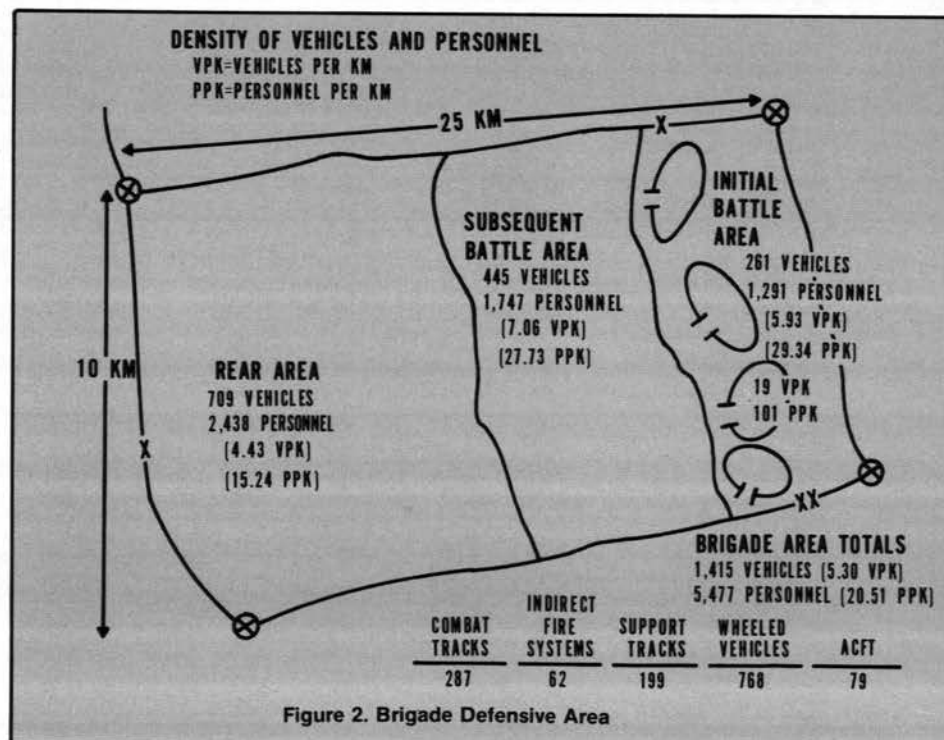 DENSITY OF VEHICLES AND PERSONNEL
VPK=VEHICLES PER KM
PPK=PERSONNEL PER KM
25 KM
X
INITIAL
BATTLE
AREA
261 VEHICLES
1,291 PERSONNEL
(5.93 VPK)
(29.34 PPK)
19 VPK
101 PPK
SUBSEQUENT
BATTLE AREA
445 VEHICLES
1,747 PERSONNEL
(7.06 VPK)
(27.73 PPK)
10 KM
REAR AREA
709 VEHICLES
2,438 PERSONNEL
(4.43 VPK)
(15.24 PPK)
X
XX
BRIGADE AREA TOTALS
1,415 VEHICLES (5.30 VPK)
5,477 PERSONNEL (20.51 PPK)
COMBAT TRACKS
INDIRECT FIRE SYSTEMS
SUPPORT TRACKS
WHEELED VEHICLES
ACFT
287 62 199 768 79
Figure 2. Brigade Defensive Area